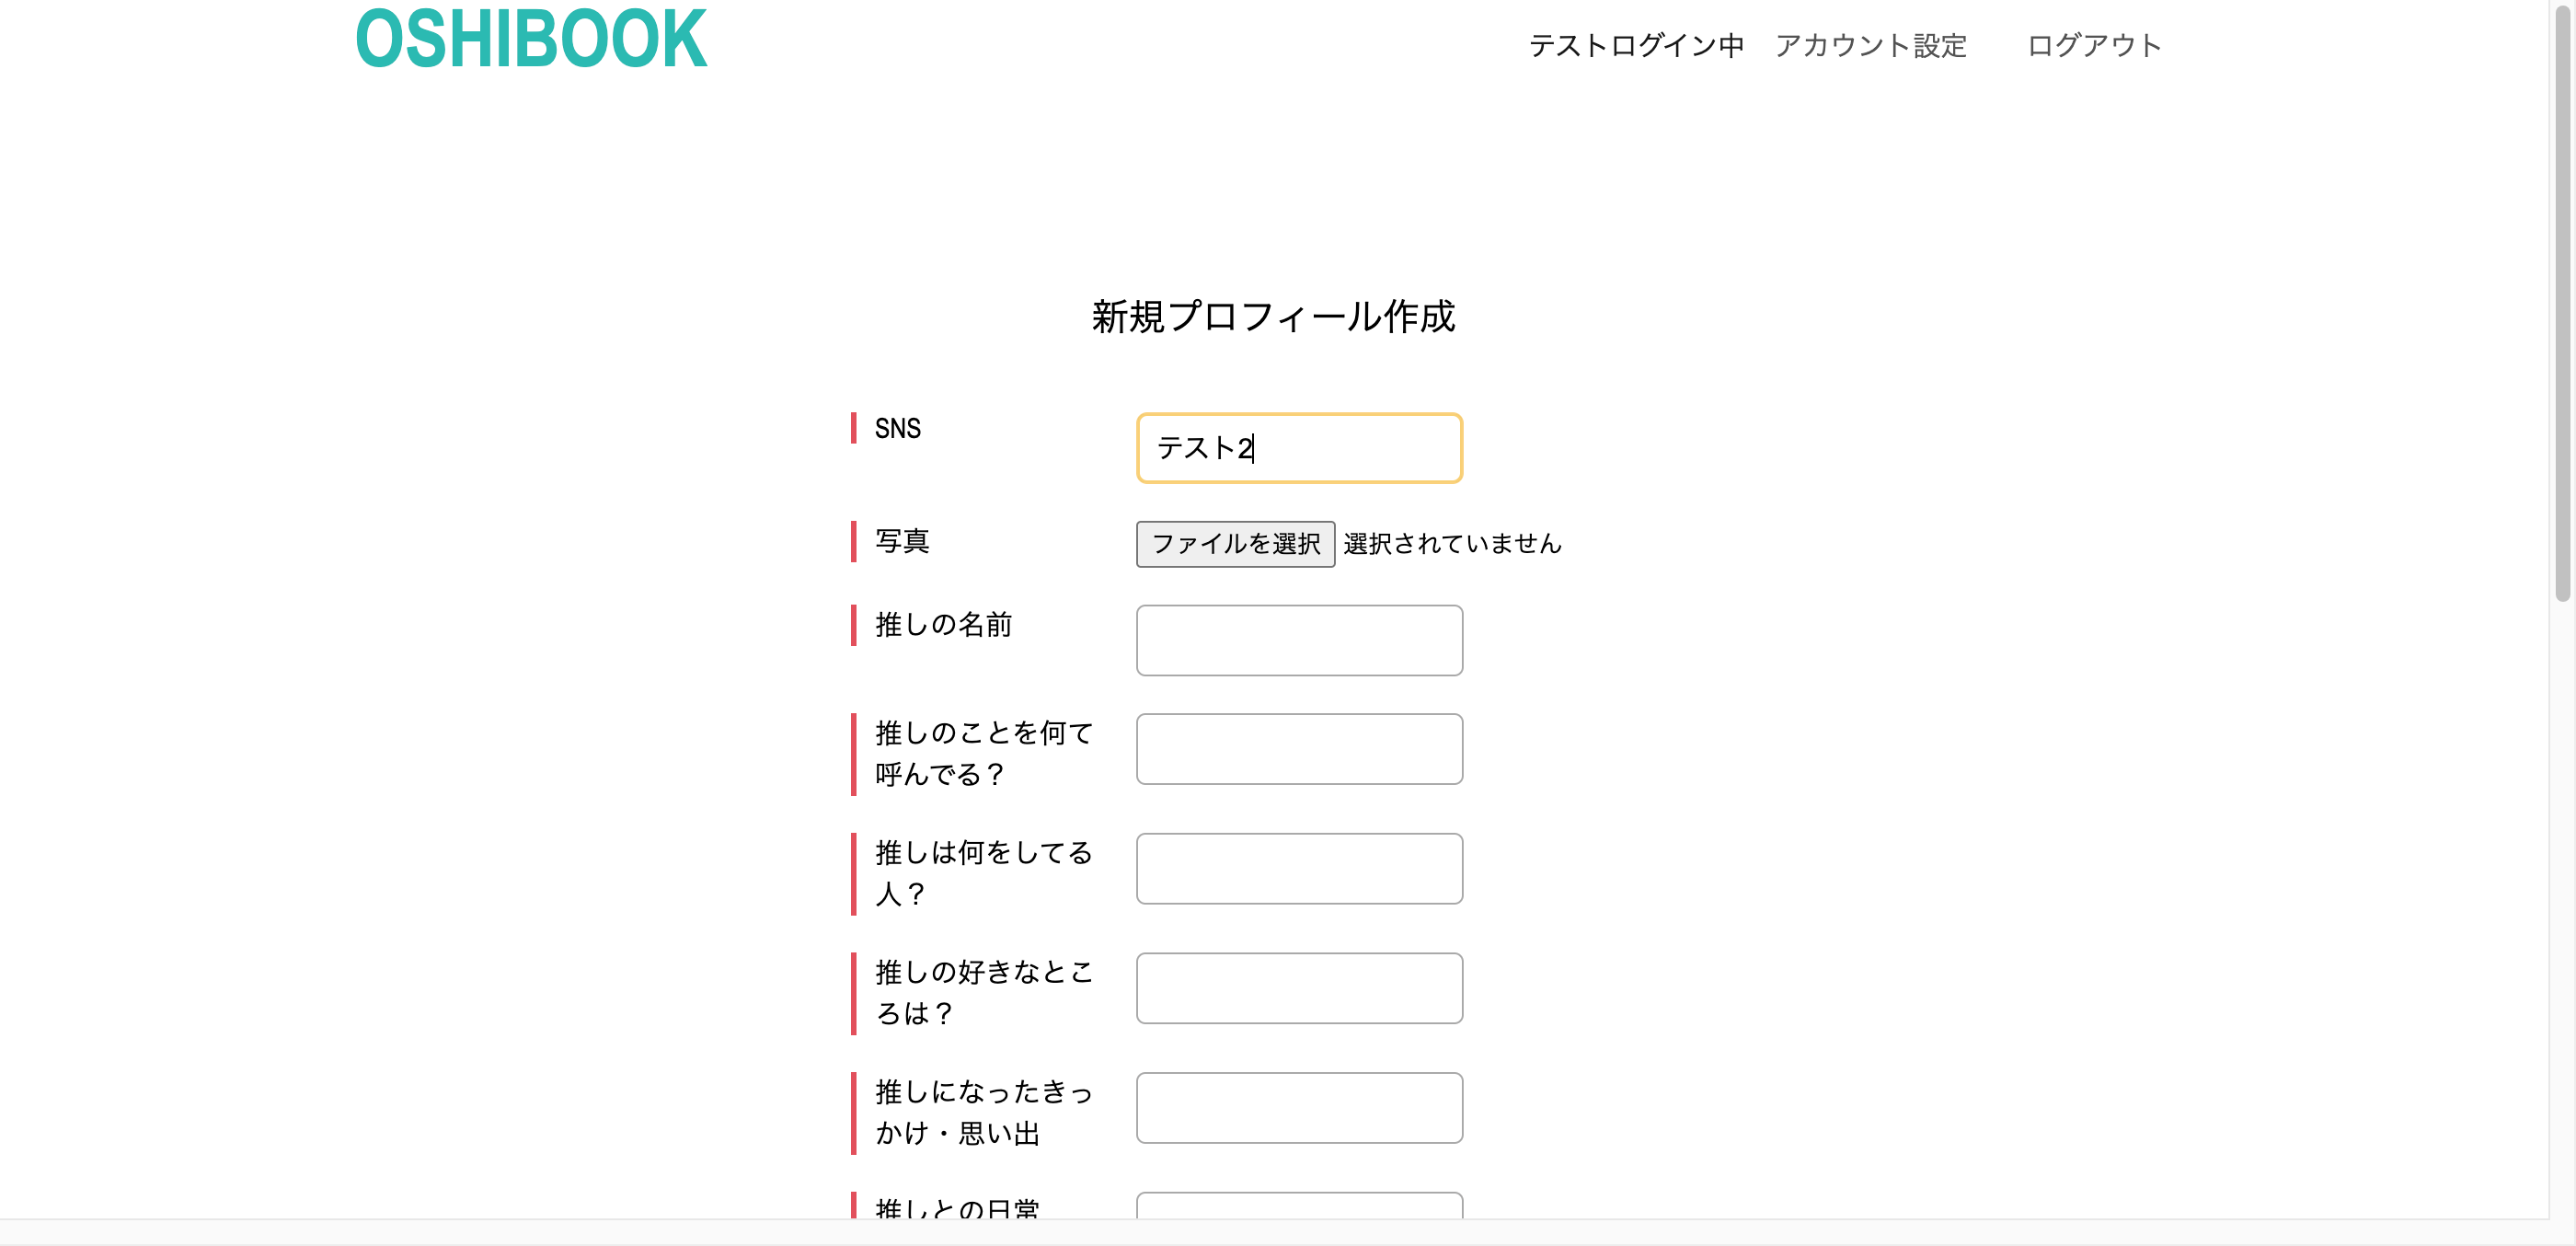 OSHIBOOK
テストログイン中 アカウント設定 ログアウト
新規プロフィール作成
SNS
テスト2
写真
ファイルを選択 選択されていません
推しの名前
推しのことを何て
呼んでる？
推しは何をしてる
人？
推しの好きなとこ
ろは？
推しになったきっ
かけ・思い出
推しとの日常